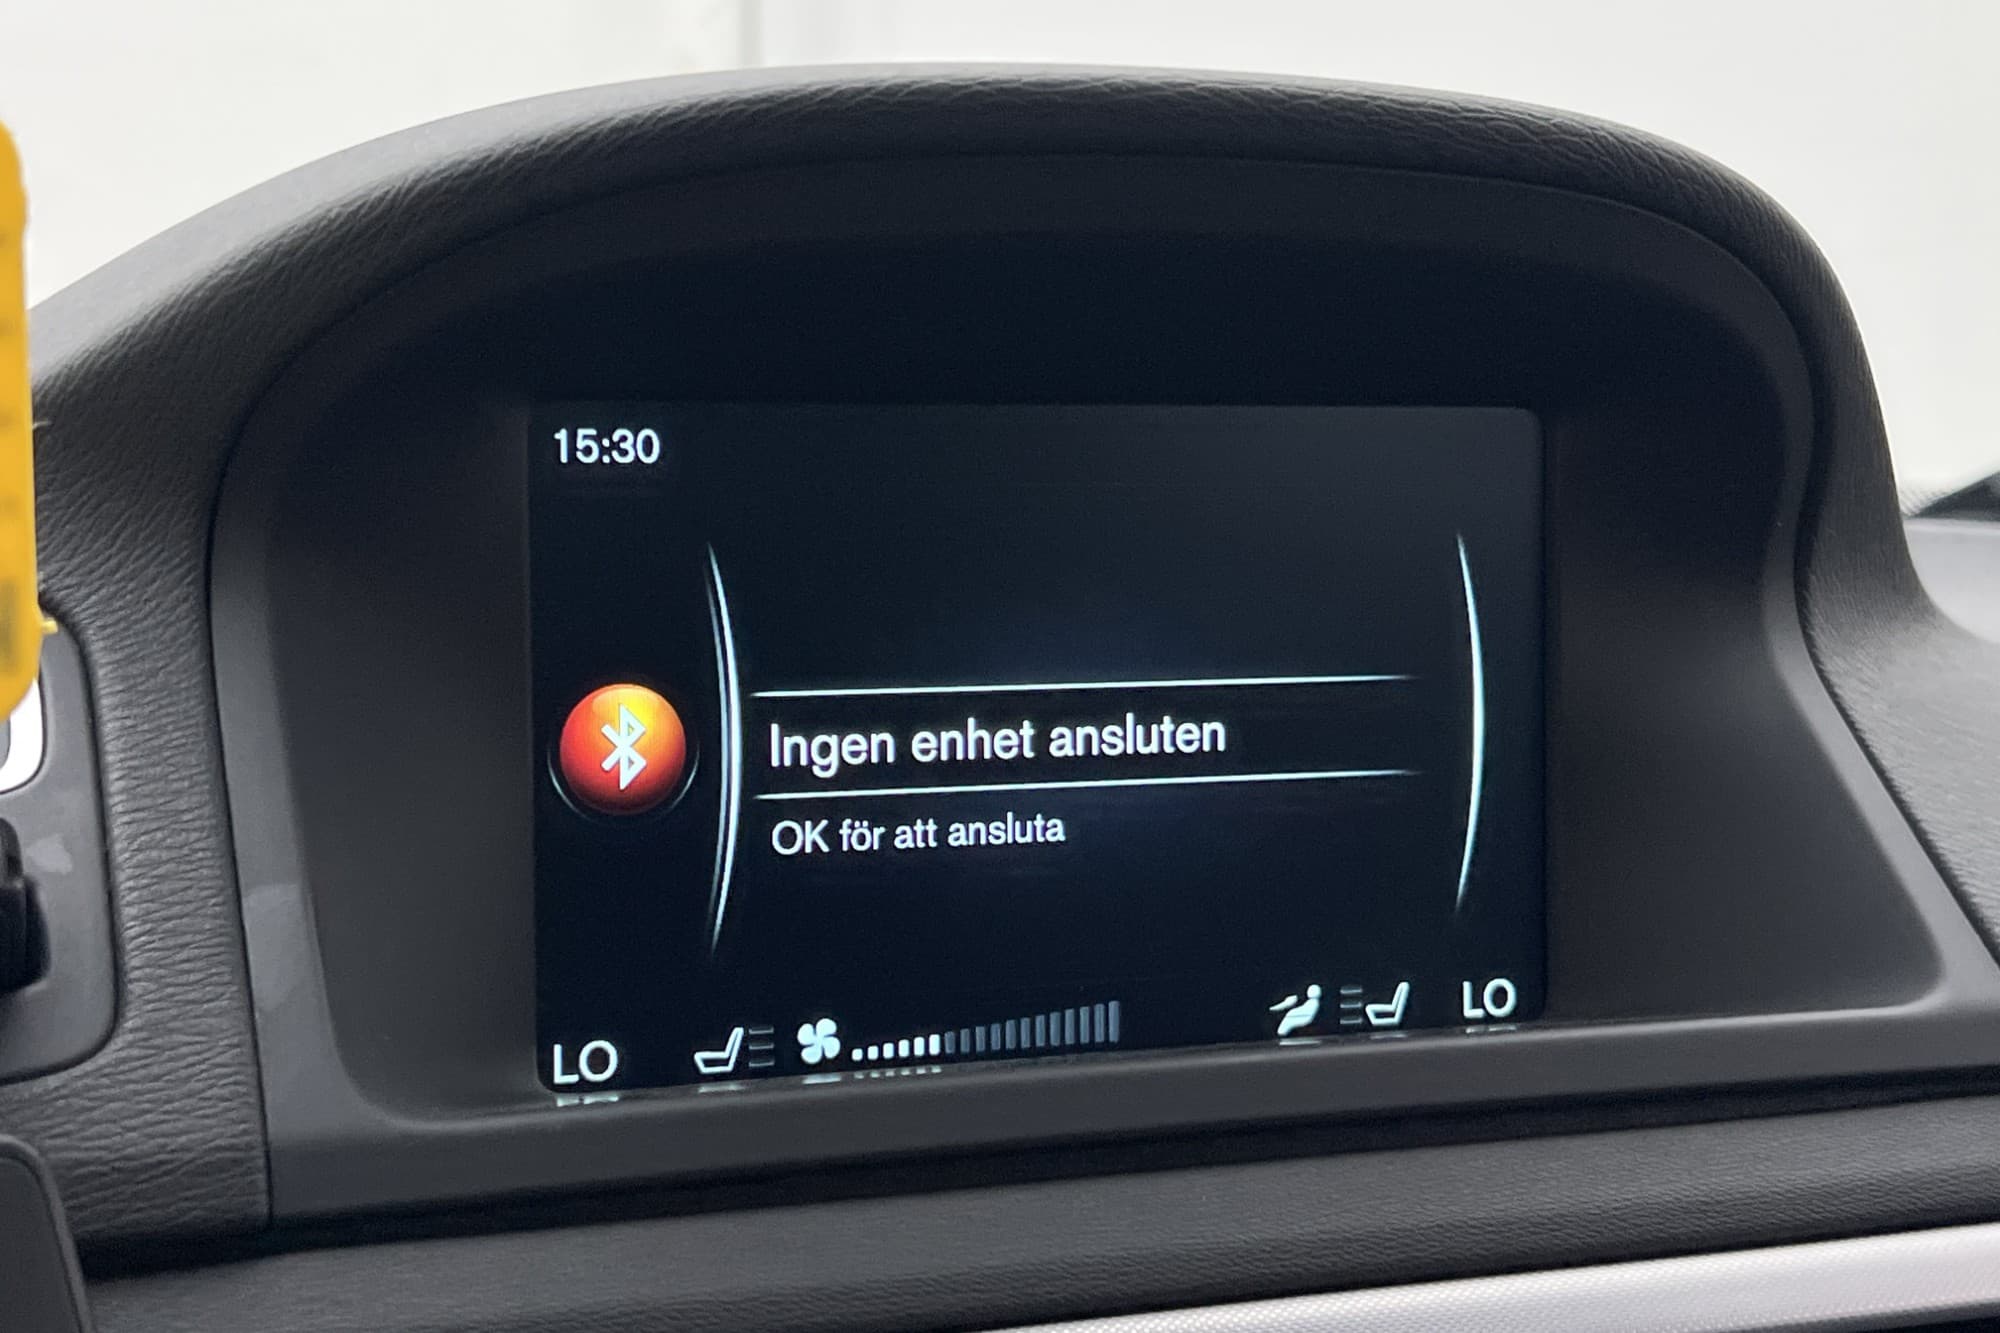 15:30
Ingen enhet ansluten
OK för att ansluta
LO
LO